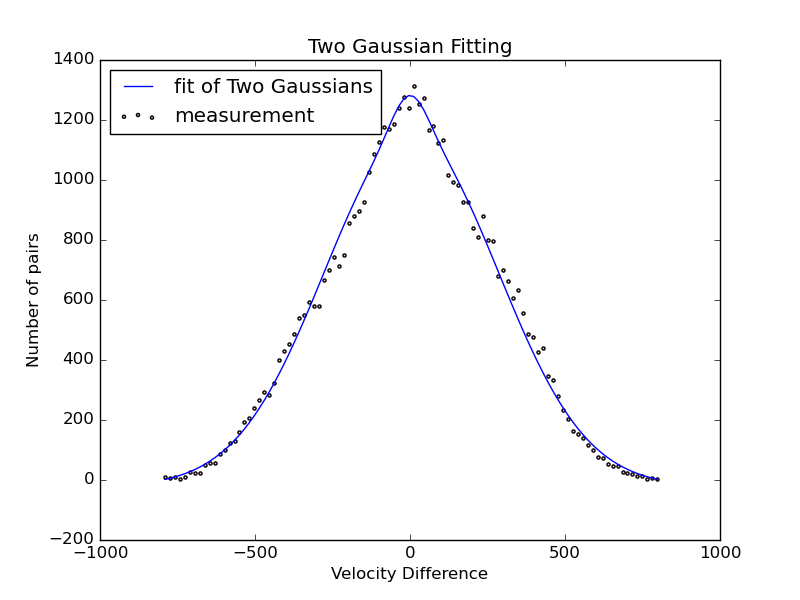 Two Gaussian Fitting
1400
fit of Two Gaussians
measurement
1200
1000
800
600
400
200
0
−200
−1000
−500
0
500
1000
Number of pairs
Velocity Difference